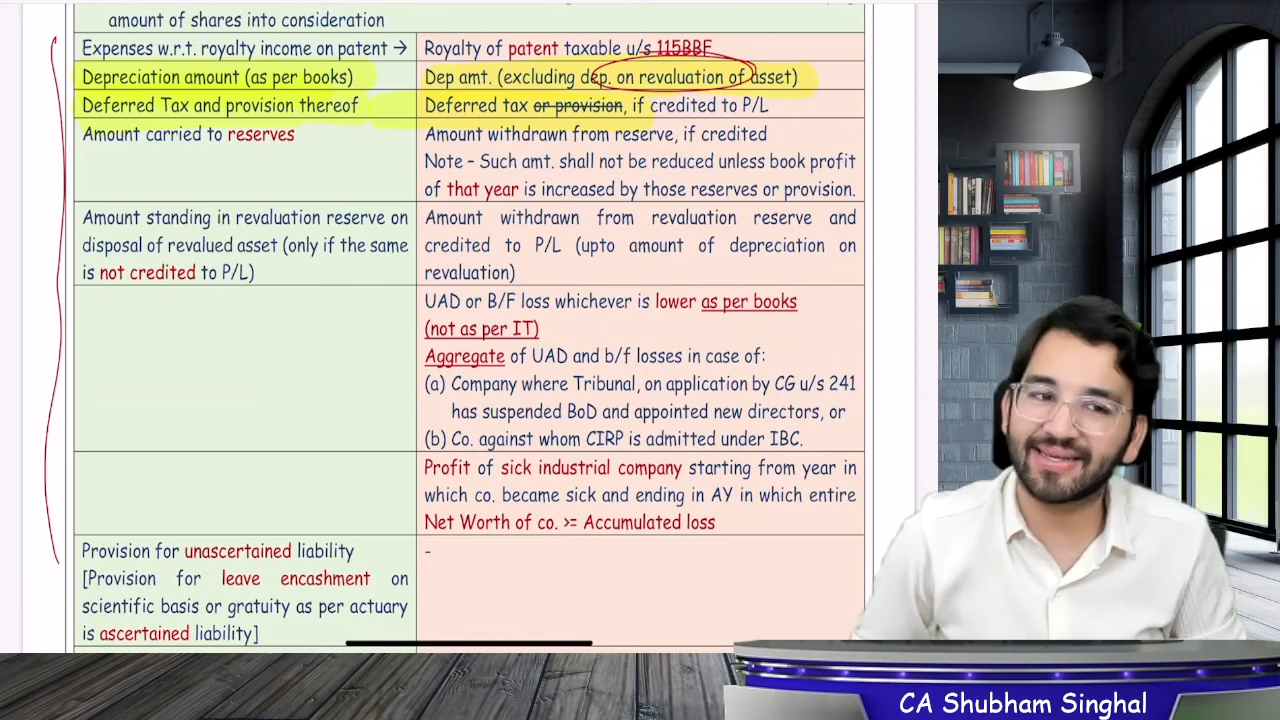 amount of shares into consideration
Expenses w.r.t. royalty income on patent →
Royalty of patent taxable u/s 115BBF
Depreciation amount (as per books)
Dep amt. (excluding dep. on revaluation of asset)
Deferred Tax and provision thereof
Deferred tax or provision, if credited to P/L
Amount carried to reserves
Amount withdrawn from reserve, if credited
Note – Such amt. shall not be reduced unless book profit
of that year is increased by those reserves or provision.
Amount standing in revaluation reserve on
disposal of revalued asset (only if the same
is not credited to P/L)
Amount withdrawn from revaluation reserve and
credited to P/L (upto amount of depreciation on
revaluation)
UAD or B/F loss whichever is lower as per books
(not as per IT)
Aggregate of UAD and b/f losses in case of:
(a) Company where Tribunal, on application by CG u/s 241
has suspended BoD and appointed new directors, or
(b) Co. against whom CIRP is admitted under IBC.
Profit of sick industrial company starting from year in
which co. became sick and ending in AY in which entire
Net Worth of co. >= Accumulated loss
Provision for unascertained liability
[Provision for leave encashment on
scientific basis or gratuity as per actuary
is ascertained liability]
-
CA Shubham Singhal